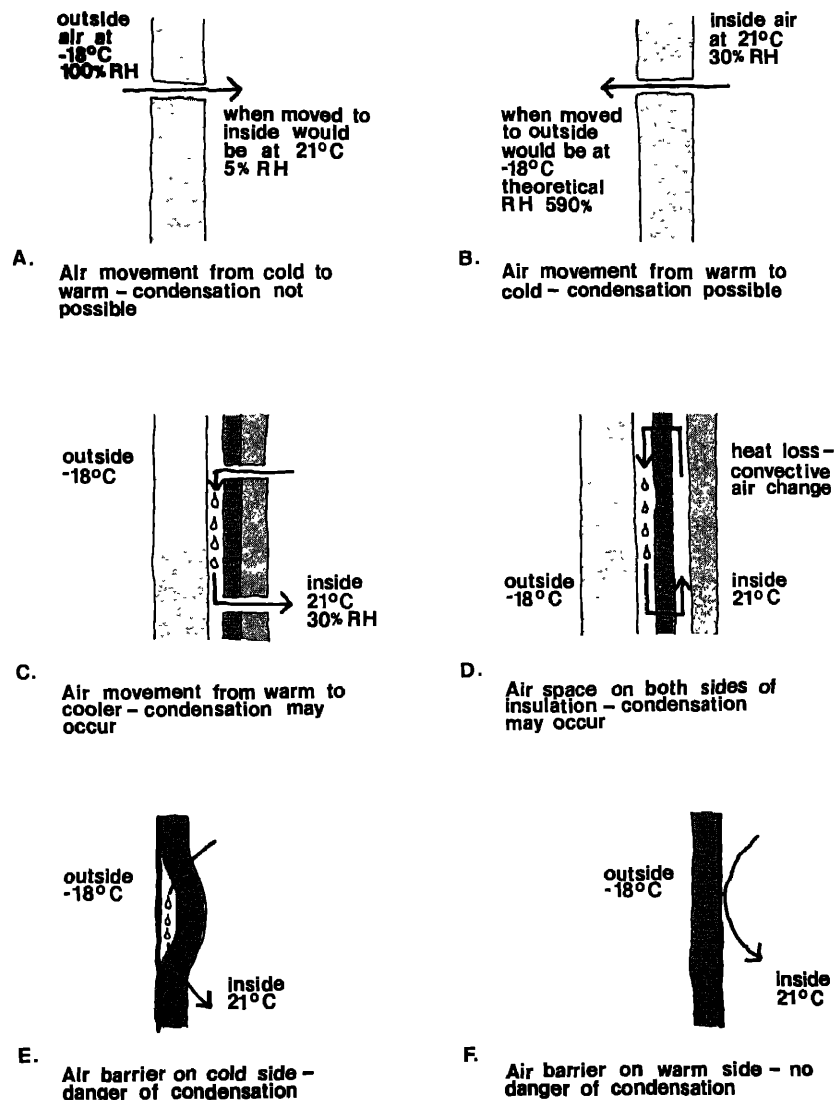 outside
air at
-18°C
100% RH
when moved to
inside would
be at 21°C
5% RH
A.
Air movement from cold to
warm – condensation not
possible
inside air
at 21°C
30% RH
when moved
to outside
would be at
-18°C
theoretical
RH 590%
B.
Air movement from warm to
cold – condensation possible
outside
-18°C
inside
21°C
30% RH
C.
Air movement from warm to
cooler – condensation may
occur
heat loss –
convective
air change
outside
-18°C
inside
21°C
D.
Air space on both sides of
insulation – condensation
may occur
outside
-18°C
inside
21°C
E.
Air barrier on cold side –
danger of condensation
outside
-18°C
inside
21°C
F.
Air barrier on warm side – no
danger of condensation